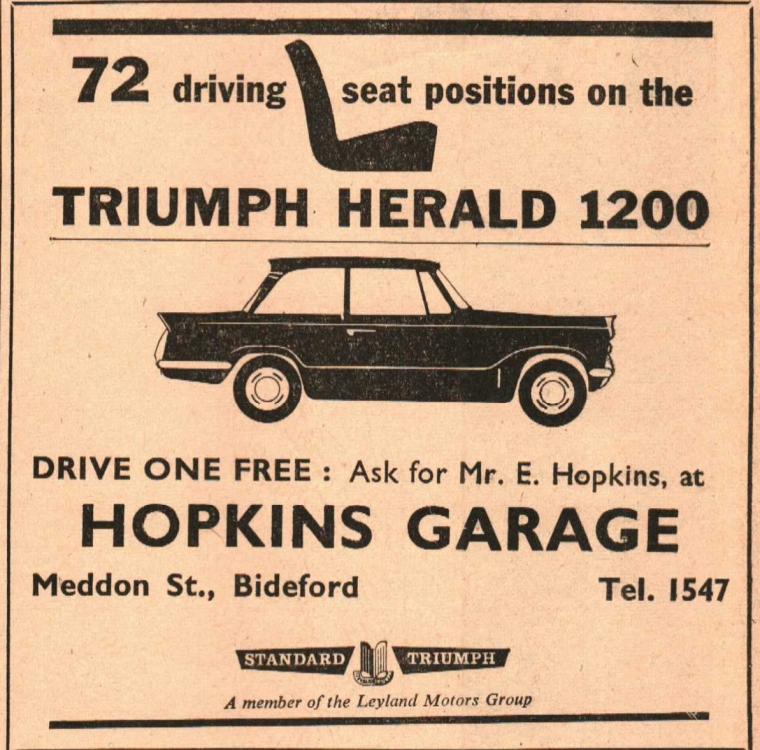 72 driving seat positions on the
TRIUMPH HERALD 1200
DRIVE ONE FREE : Ask for Mr. E. Hopkins, at
HOPKINS GARAGE
Meddon St., Bideford Tel. 1547
STANDARD TRIUMPH
A member of the Leyland Motors Group